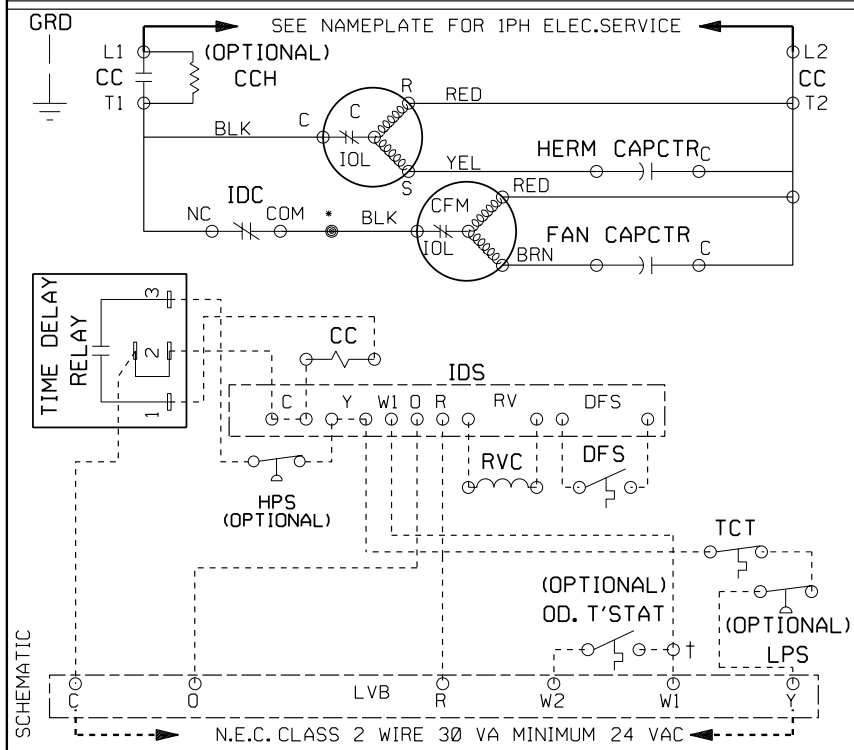 GRD
SEE NAMEPLATE FOR 1PH ELEC.SERVICE
L1
(OPTIONAL)
L2
CC
CCH
CC
T1
R
RED
T2
C
C
BLK
IOL
HERM CAPCTR
C
YEL
S
RED
IDC
CFM
NC
COM
*
BLK
IOL
FAN CAPCTR
C
BRN
TIME DELAY
RELAY
3
2
1
CC
IDS
C
Y
W1
O
R
RV
DFS
RVC
DFS
HPS
(OPTIONAL)
TCT
(OPTIONAL)
OD. T'STAT
(OPTIONAL)
LPS
†
SCHEMATIC
C
O
LVB
R
W2
W1
Y
N.E.C. CLASS 2 WIRE 30 VA MINIMUM 24 VAC